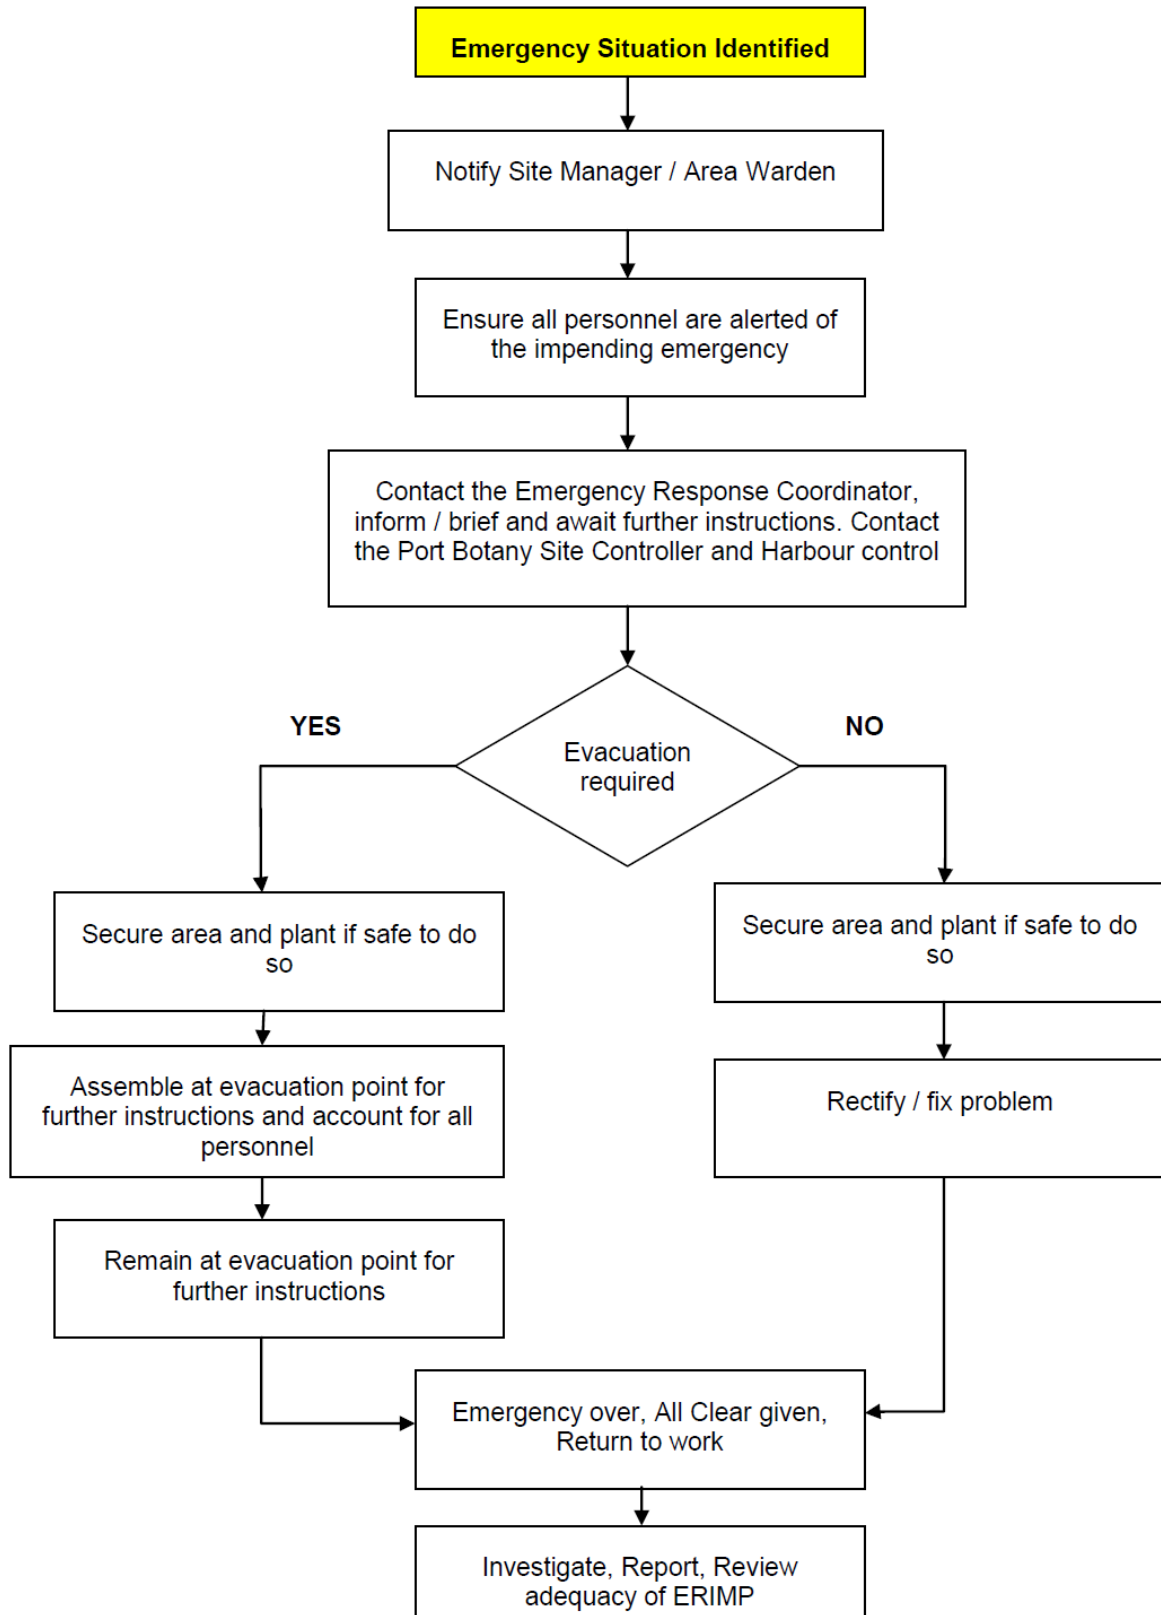 Emergency Situation Identified
Notify Site Manager / Area Warden
Ensure all personnel are alerted of
the impending emergency
Contact the Emergency Response Coordinator,
inform / brief and await further instructions. Contact
the Port Botany Site Controller and Harbour control
YES
NO
Evacuation
required
Secure area and plant if safe to do
so
Assemble at evacuation point for
further instructions and account for all
personnel
Remain at evacuation point for
further instructions
Secure area and plant if safe to do
so
Rectify / fix problem
Emergency over, All Clear given,
Return to work
Investigate, Report, Review
adequacy of ERIMP